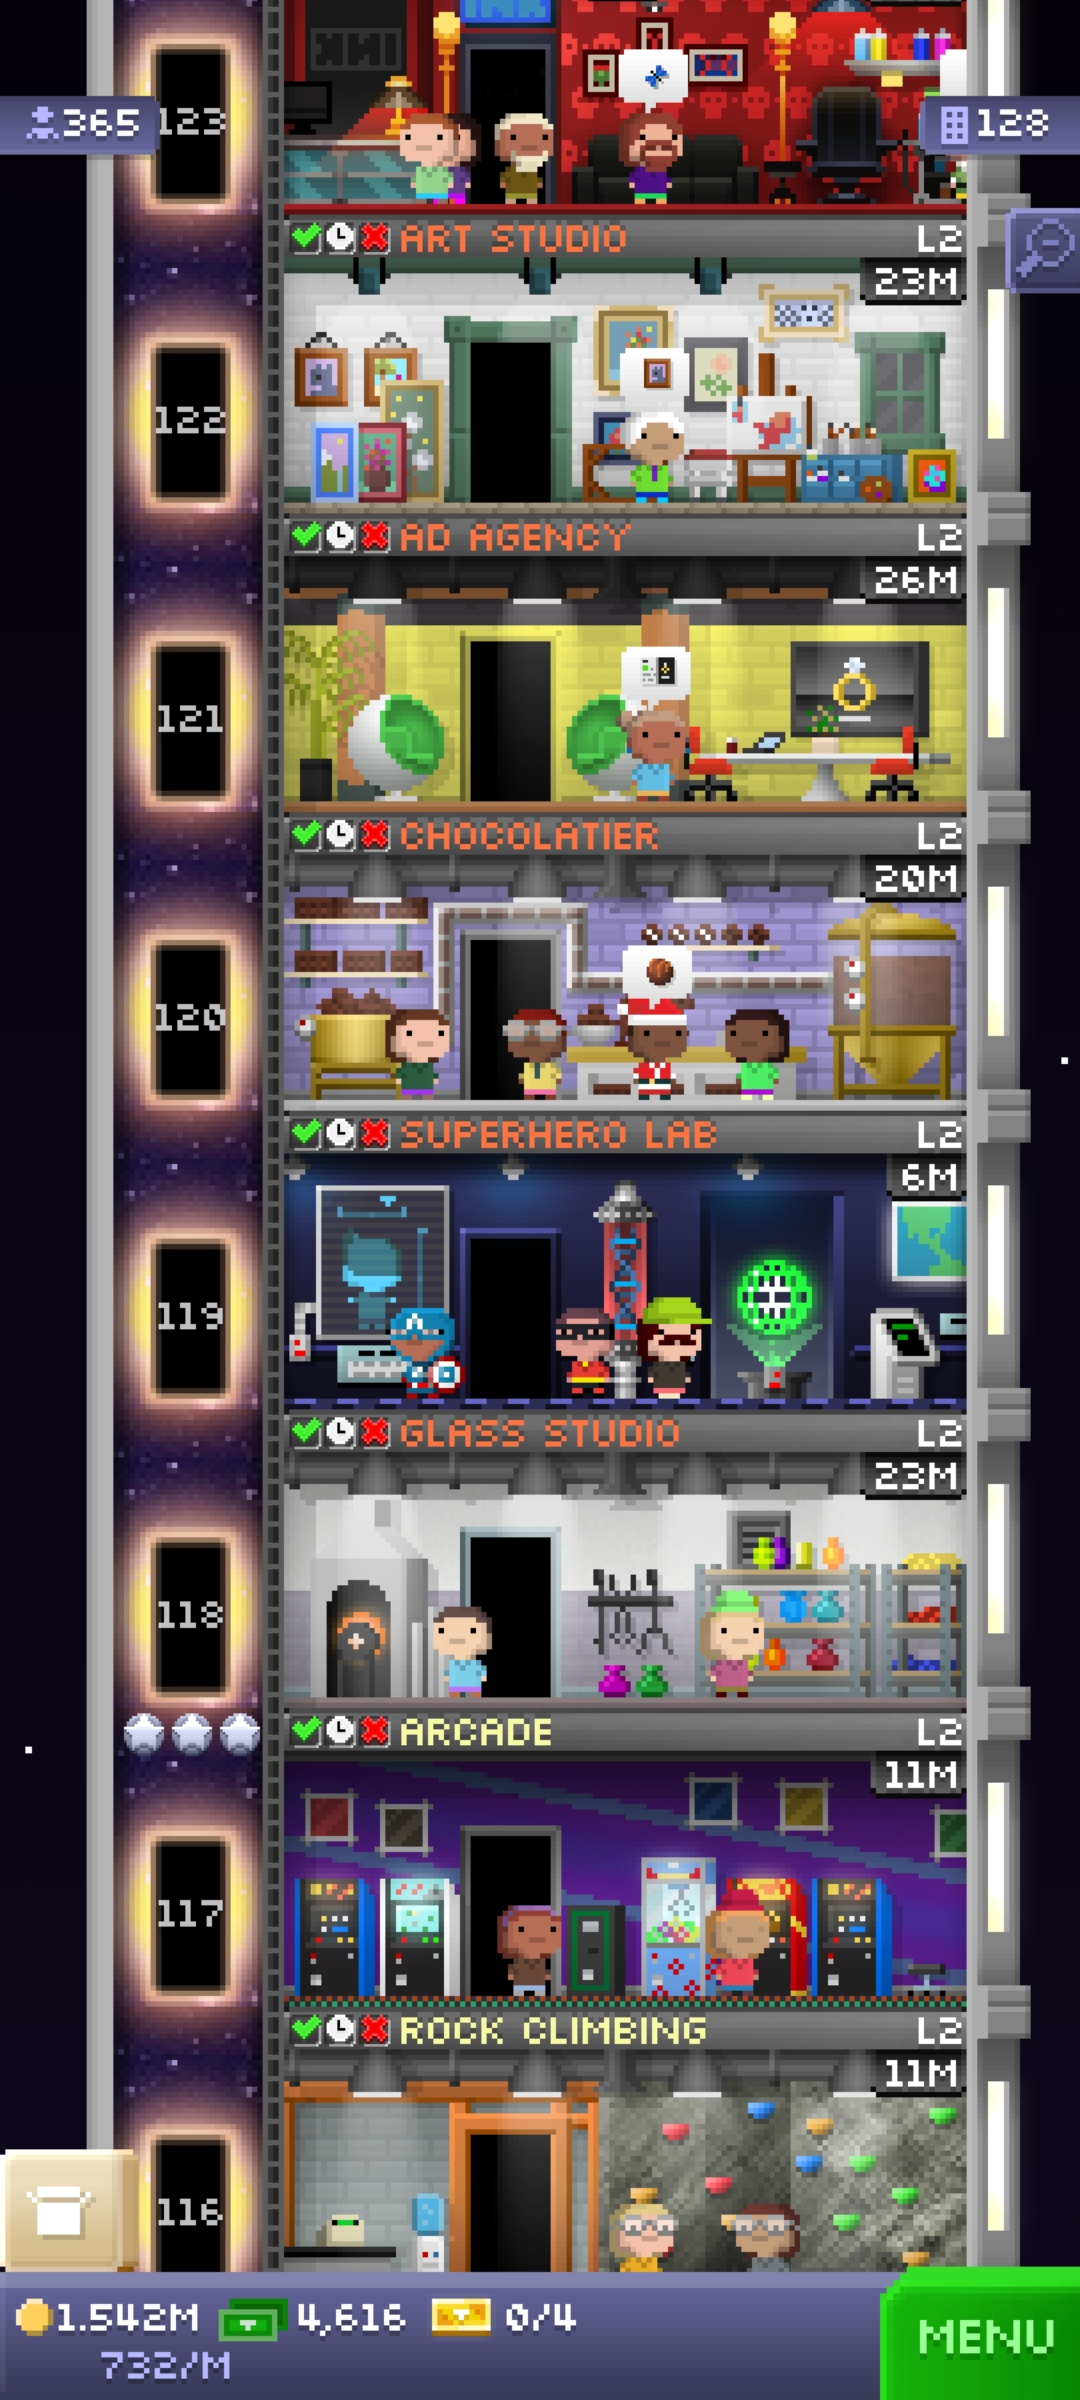 INK
INK
365
123
128
ART STUDIO L2
23M
122
AD AGENCY L2
26M
121
CHOCOLATIER L2
20M
120
SUPERHERO LAB L2
6M
119
GLASS STUDIO L2
23M
118
ARCADE L2
11M
117
ROCK CLIMBING L2
11M
116
1.542M 4,616 0/4
732/M
MENU